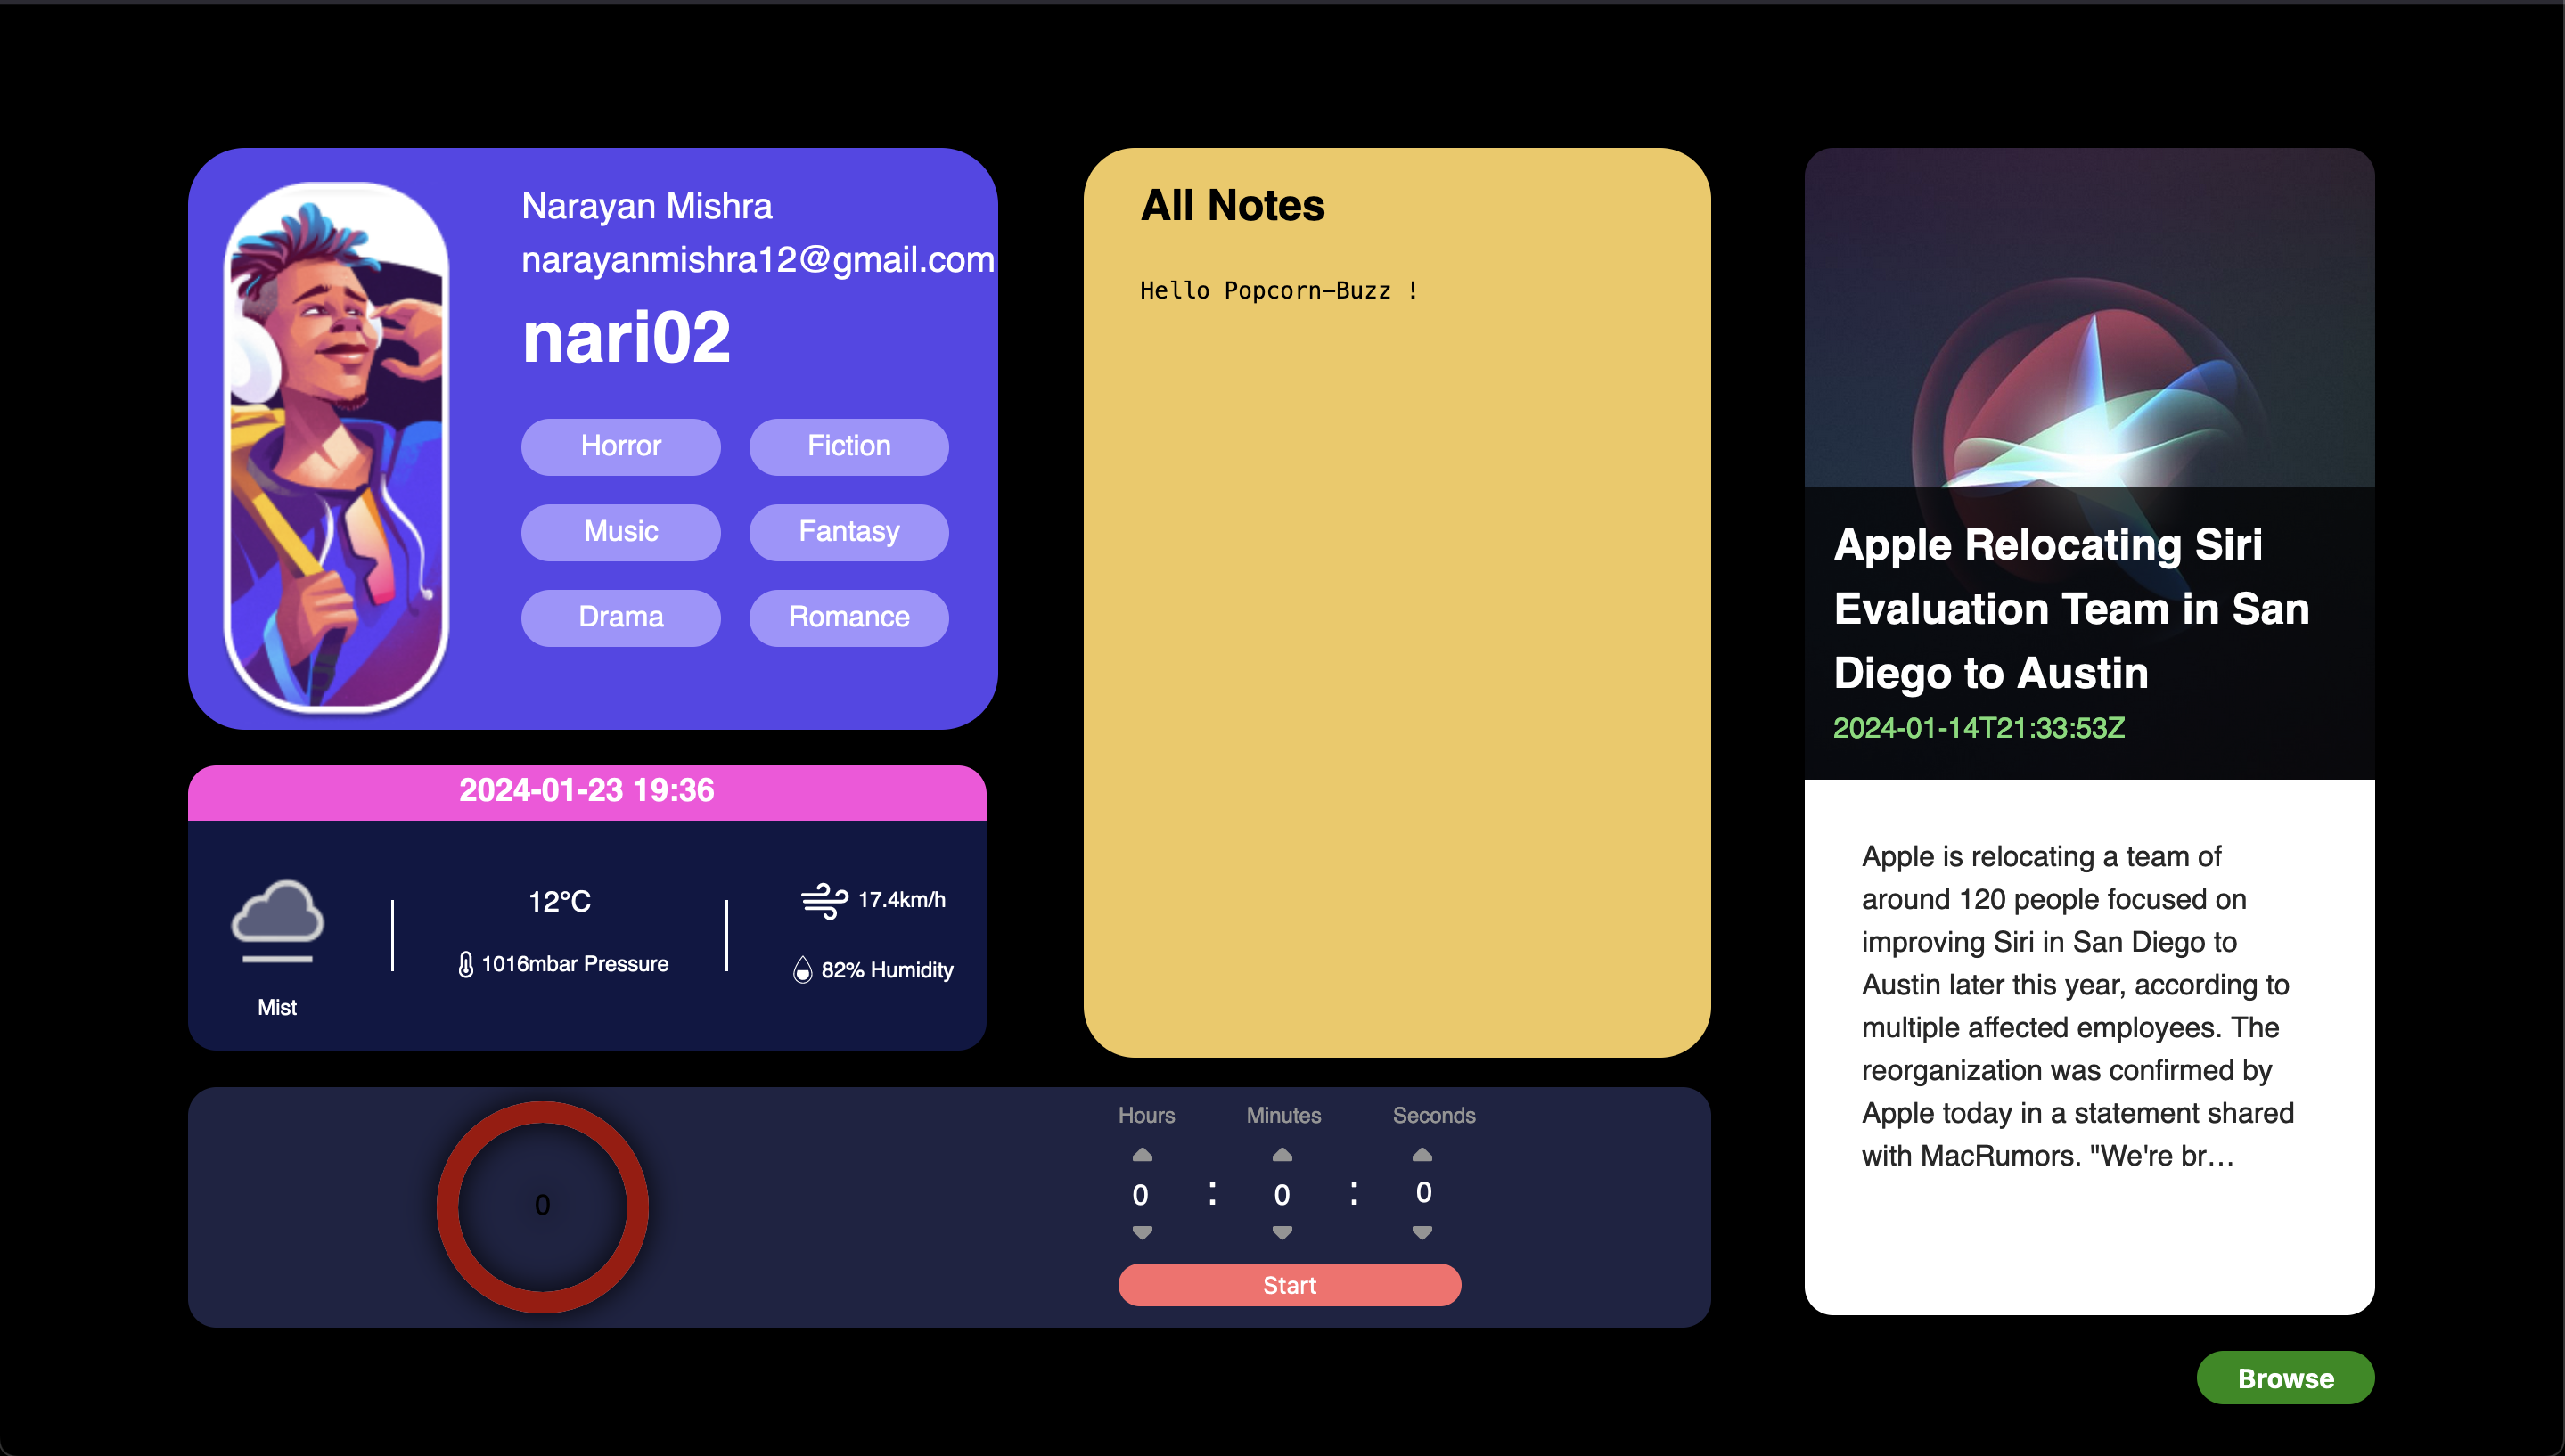 Narayan Mishra
narayanmishra12@gmail.com
nari02
Horror
Fiction
Music
Fantasy
Drama
Romance
2024-01-23 19:36
Mist
12°C
1016mbar Pressure
17.4km/h
82% Humidity
All Notes
Hello Popcorn-Buzz !
0
Hours
Minutes
Seconds
0 : 0 : 0
Start
Apple Relocating Siri
Evaluation Team in San
Diego to Austin
2024-01-14T21:33:53Z
Apple is relocating a team of
around 120 people focused on
improving Siri in San Diego to
Austin later this year, according to
multiple affected employees. The
reorganization was confirmed by
Apple today in a statement shared
with MacRumors. "We're br…
Browse